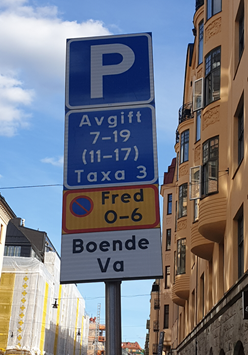 P
Avgift
7-19
(11-17)
Taxa 3
Fred
0-6
Boende
Va